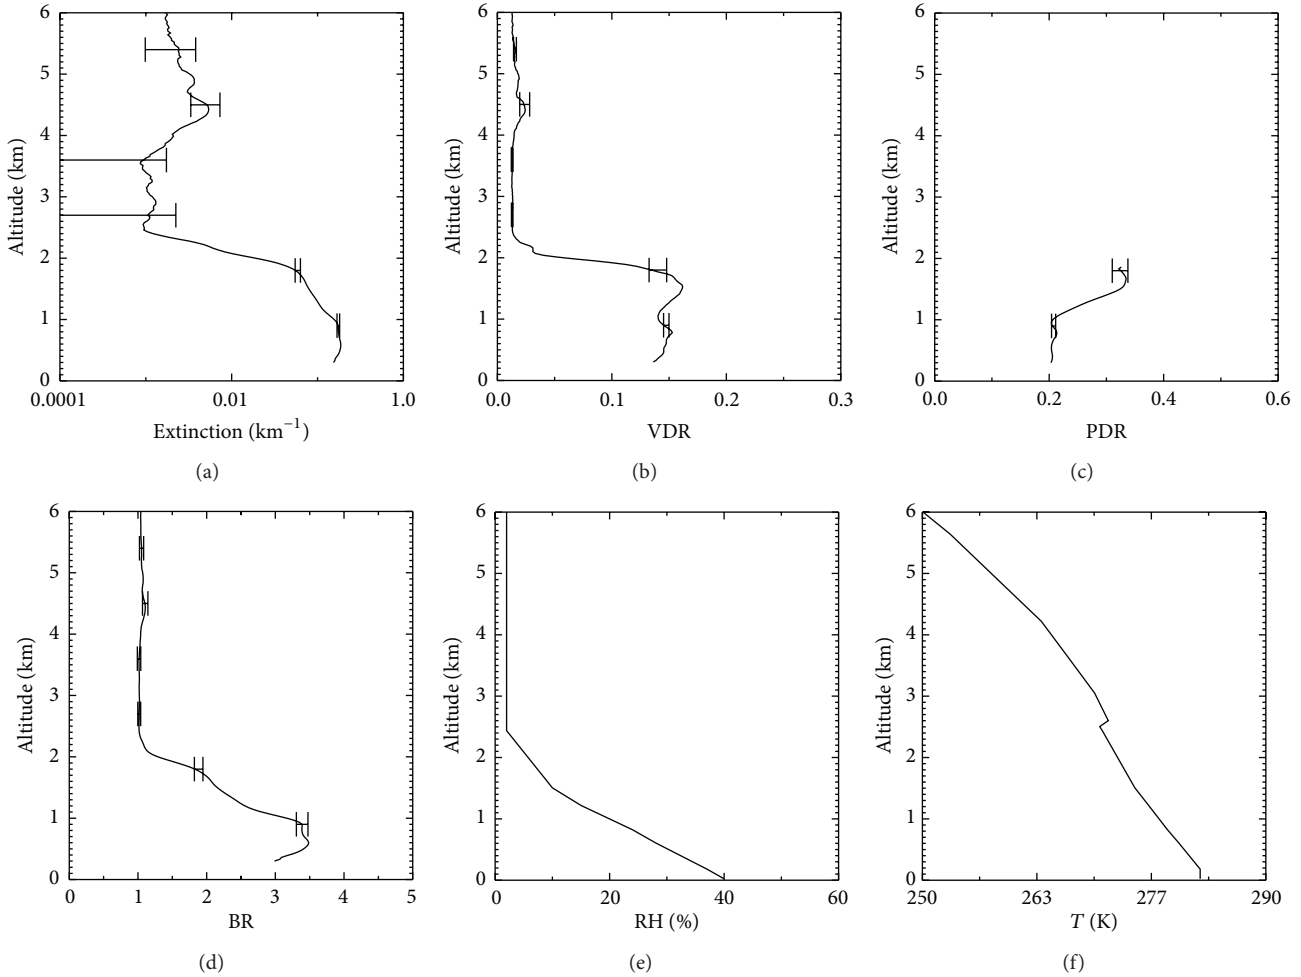 6
5
4
3
2
1
0
Altitude (km)
0.0001 0.01 1.0
Extinction (km⁻¹)
(a)
6
5
4
3
2
1
0
Altitude (km)
0.0 0.1 0.2 0.3
VDR
(b)
6
5
4
3
2
1
0
Altitude (km)
0.0 0.2 0.4 0.6
PDR
(c)
6
5
4
3
2
1
0
Altitude (km)
0 1 2 3 4 5
BR
(d)
6
5
4
3
2
1
0
Altitude (km)
0 20 40 60
RH (%)
(e)
6
5
4
3
2
1
0
Altitude (km)
250 263 277 290
T (K)
(f)